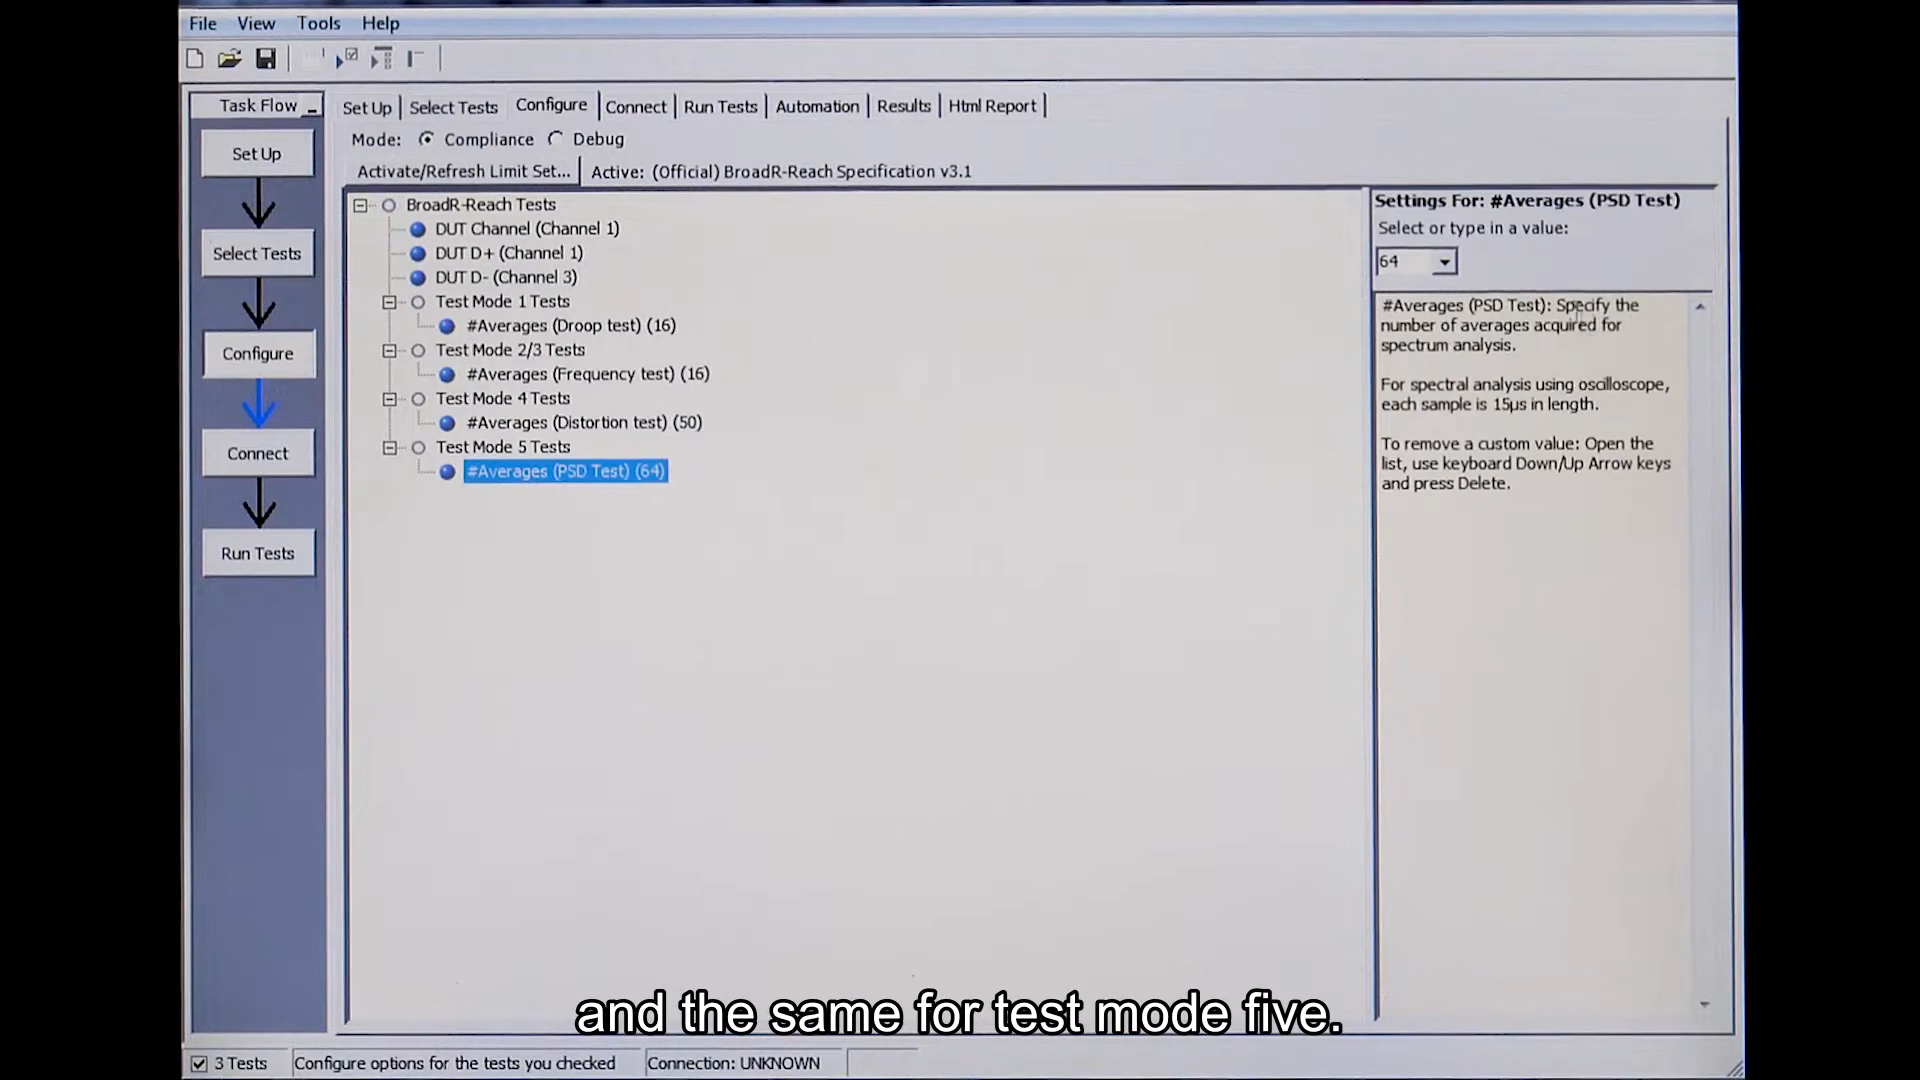 File View Tools Help
Task Flow
Set Up
Select Tests
Configure
Connect
Run Tests
Set Up Select Tests Configure Connect Run Tests Automation Results Html Report
Mode: Compliance Debug
Activate/Refresh Limit Set... Active: (Official) BroadR-Reach Specification v3.1
BroadR-Reach Tests
DUT Channel (Channel 1)
DUT D+ (Channel 1)
DUT D- (Channel 3)
Test Mode 1 Tests
#Averages (Droop test) (16)
Test Mode 2/3 Tests
#Averages (Frequency test) (16)
Test Mode 4 Tests
#Averages (Distortion test) (50)
Test Mode 5 Tests
#Averages (PSD Test) (64)
Settings For: #Averages (PSD Test)
Select or type in a value:
64
#Averages (PSD Test): Specify the
number of averages acquired for
spectrum analysis.
For spectral analysis using oscilloscope,
each sample is 15µs in length.
To remove a custom value: Open the
list, use keyboard Down/Up Arrow keys
and press Delete.
and the same for test mode five.
3 Tests Configure options for the tests you checked Connection: UNKNOWN